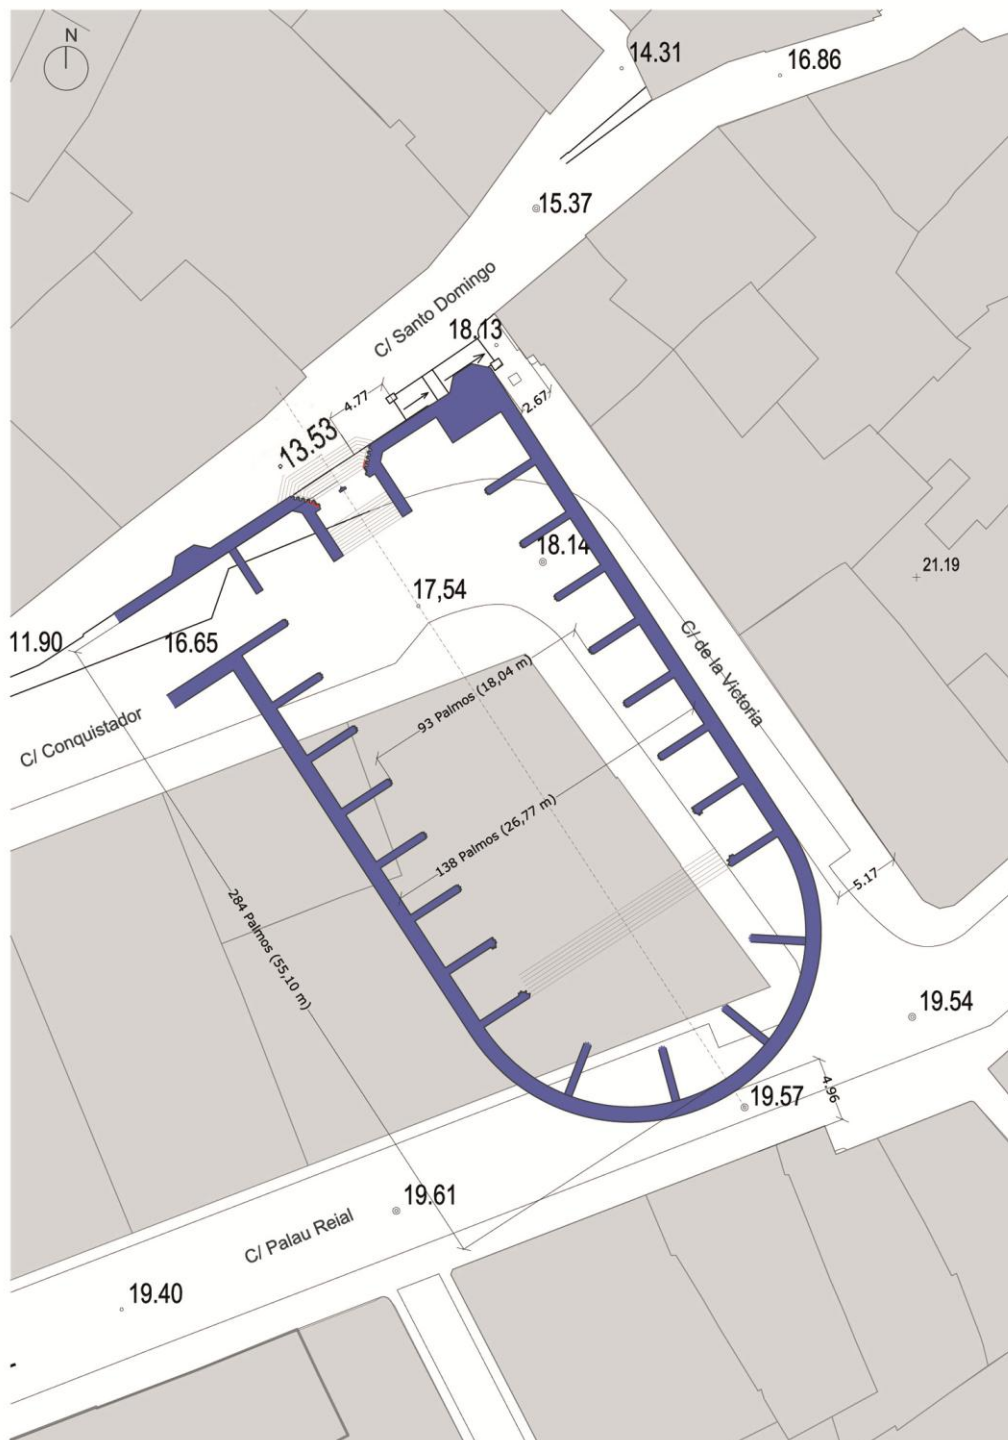 N
14.31
16.86
15.37
C/ Santo Domingo
18.13
4.77
2.67
13.53
18.14
21.19
17,54
11.90
16.65
C/ de la Victoria
93 Palmos (18,04 m)
C/ Conquistador
138 Palmos (26,77 m)
5.17
284 Palmos (55,10 m)
19.54
19.57
4.96
19.61
C/ Palau Reial
19.40